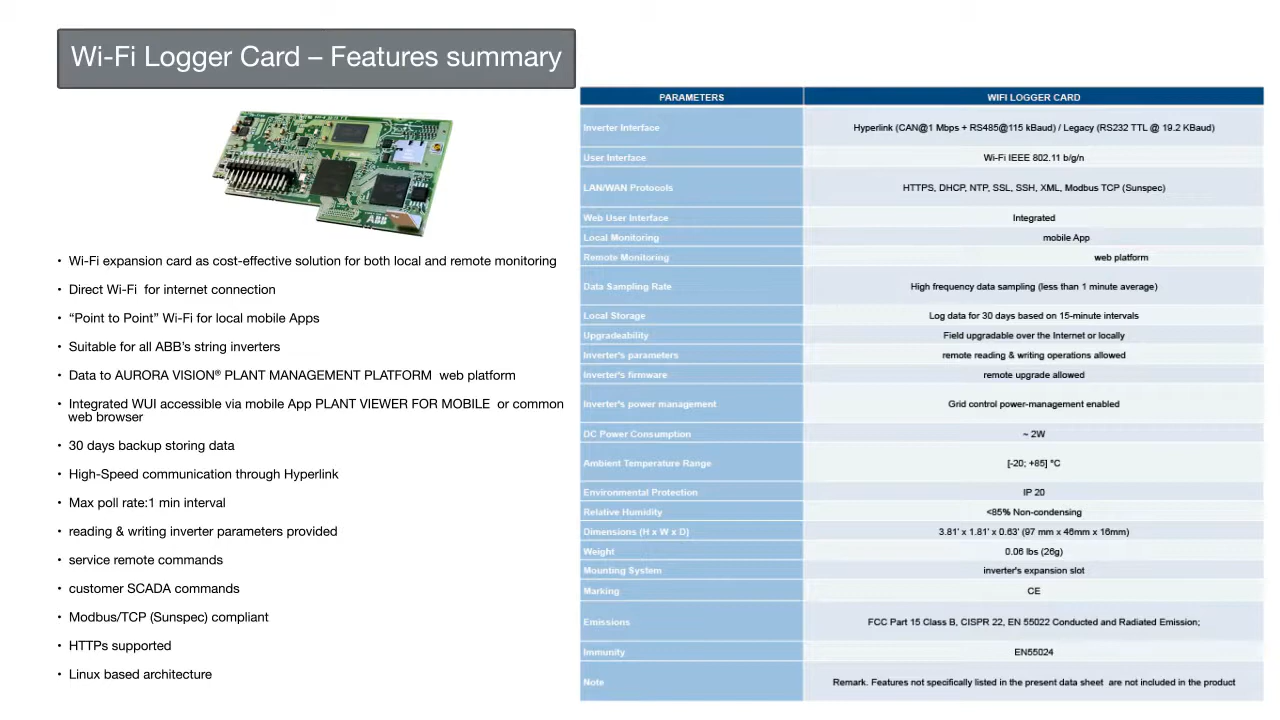 Wi-Fi Logger Card – Features summary
ABB
• Wi-Fi expansion card as cost-effective solution for both local and remote monitoring
• Direct Wi-Fi for internet connection
• “Point to Point” Wi-Fi for local mobile Apps
• Suitable for all ABB’s string inverters
• Data to AURORA VISION® PLANT MANAGEMENT PLATFORM web platform
• Integrated WUI accessible via mobile App PLANT VIEWER FOR MOBILE or common
web browser
• 30 days backup storing data
• High-Speed communication through Hyperlink
• Max poll rate:1 min interval
• reading & writing inverter parameters provided
• service remote commands
• customer SCADA commands
• Modbus/TCP (Sunspec) compliant
• HTTPs supported
• Linux based architecture
PARAMETERS WIFI LOGGER CARD
Inverter Interface Hyperlink (CAN@1 Mbps + RS485@115 kBaud) / Legacy (RS232 TTL @ 19.2 KBaud)
User Interface Wi-Fi IEEE 802.11 b/g/n
LAN/WAN Protocols HTTPS, DHCP, NTP, SSL, SSH, XML, Modbus TCP (Sunspec)
Web User Interface Integrated
Local Monitoring mobile App
Remote Monitoring web platform
Data Sampling Rate High frequency data sampling (less than 1 minute average)
Local Storage Log data for 30 days based on 15-minute intervals
Upgradeability Field upgradable over the Internet or locally
Inverter's parameters remote reading & writing operations allowed
Inverter's firmware remote upgrade allowed
Inverter's power management Grid control power-management enabled
DC Power Consumption ~ 2W
Ambient Temperature Range [-20; +85] °C
Environmental Protection IP 20
Relative Humidity <85% Non-condensing
Dimensions (H x W x D) 3.81' x 1.81' x 0.63' (97 mm x 46mm x 16mm)
Weight 0.06 lbs (26g)
Mounting System inverter's expansion slot
Marking CE
Emissions FCC Part 15 Class B, CISPR 22, EN 55022 Conducted and Radiated Emission;
Immunity EN55024
Note Remark. Features not specifically listed in the present data sheet are not included in the product